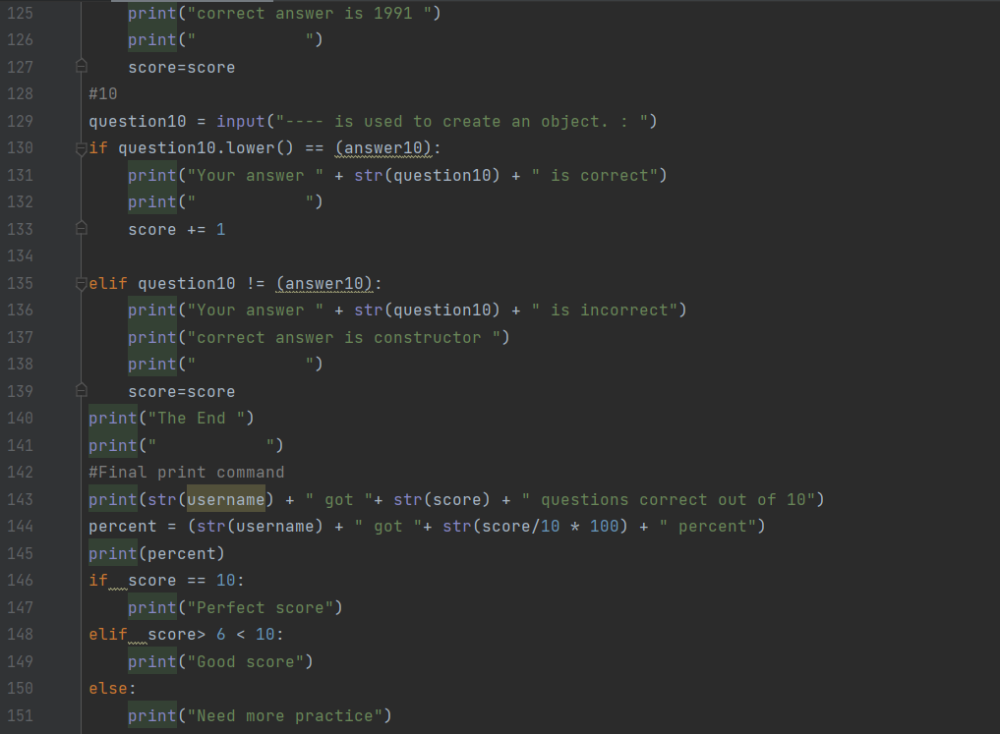 125 print("correct answer is 1991 ")
126 print("           ")
127 score=score
128 #10
129 question10 = input("---- is used to create an object. : ")
130 if question10.lower() == (answer10):
131 print("Your answer " + str(question10) + " is correct")
132 print("           ")
133 score += 1
134
135 elif question10 != (answer10):
136 print("Your answer " + str(question10) + " is incorrect")
137 print("correct answer is constructor ")
138 print("           ")
139 score=score
140 print("The End ")
141 print("           ")
142 #Final print command
143 print(str(username) + " got "+ str(score) + " questions correct out of 10")
144 percent = (str(username) + " got "+ str(score/10 * 100) + " percent")
145 print(percent)
146 if  score == 10:
147 print("Perfect score")
148 elif  score> 6 < 10:
149 print("Good score")
150 else:
151 print("Need more practice")